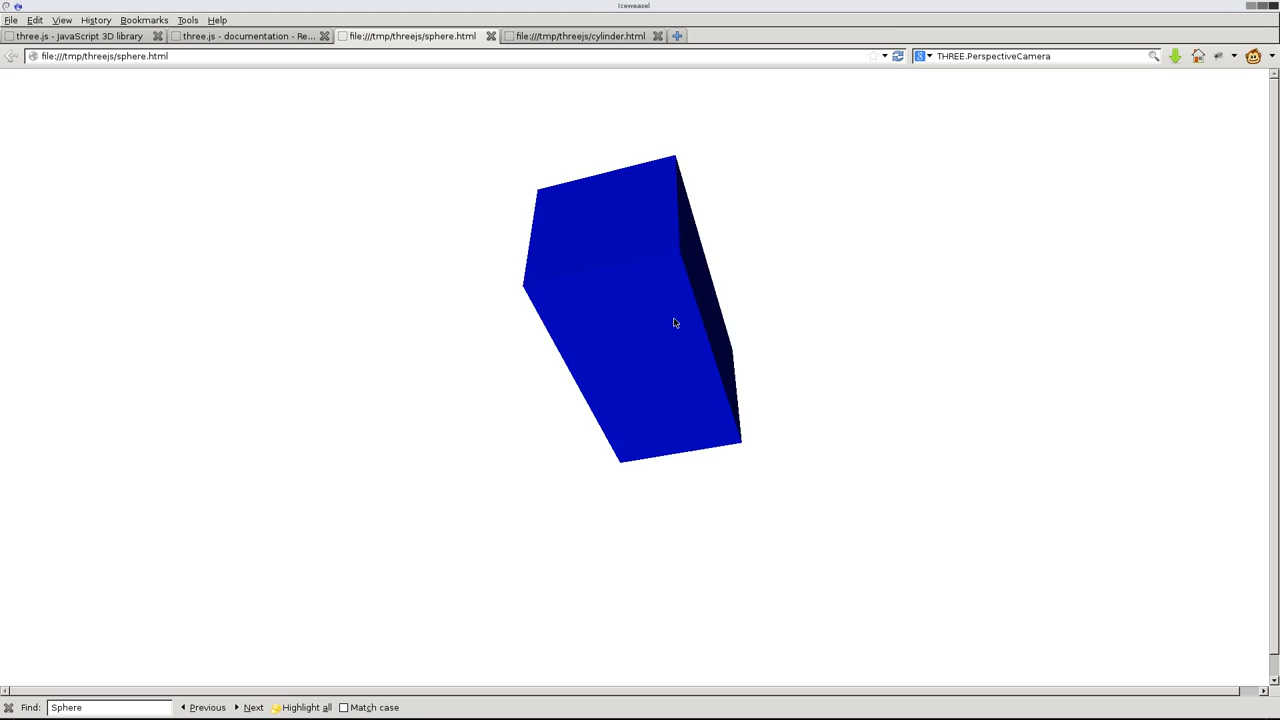 Iceweasel
File Edit View History Bookmarks Tools Help
three.js - JavaScript 3D library three.js - documentation - Re... file:///tmp/threejs/sphere.html file:///tmp/threejs/cylinder.html
file:///tmp/threejs/sphere.html THREE.PerspectiveCamera
Find: Sphere Previous Next Highlight all Match case